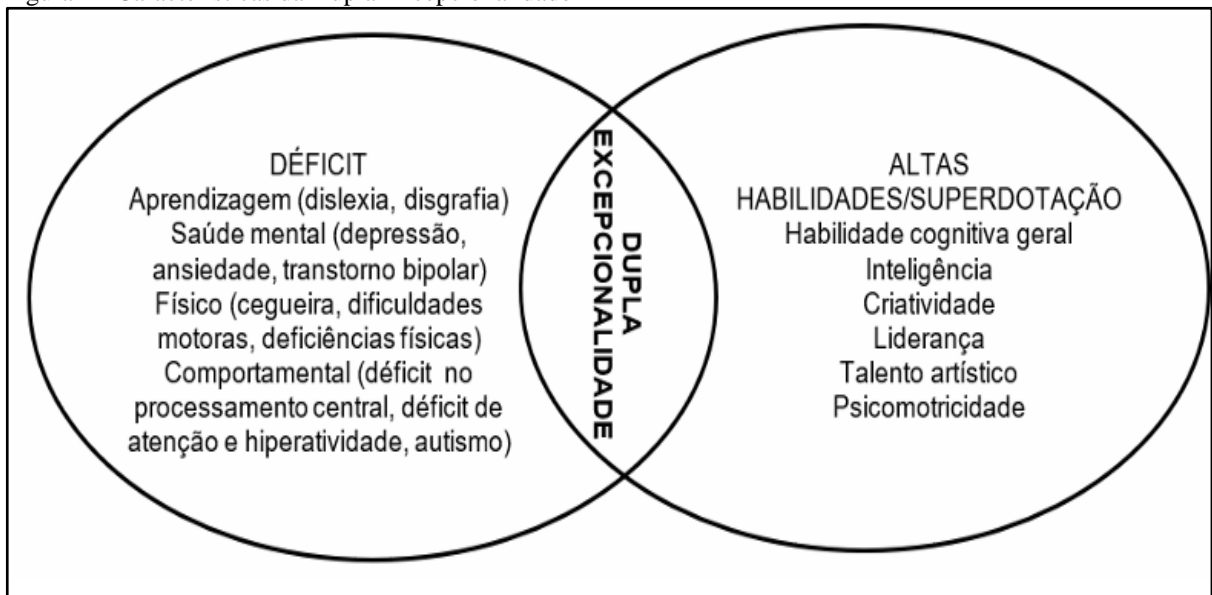 DÉFICIT
Aprendizagem (dislexia, disgrafia)
Saúde mental (depressão,
ansiedade, transtorno bipolar)
Físico (cegueira, dificuldades
motoras, deficiências físicas)
Comportamental (déficit no
processamento central, déficit de
atenção e hiperatividade, autismo)
DUPLA
EXCEPCIONALIDADE
ALTAS
HABILIDADES/SUPERDOTAÇÃO
Habilidade cognitiva geral
Inteligência
Criatividade
Liderança
Talento artístico
Psicomotricidade